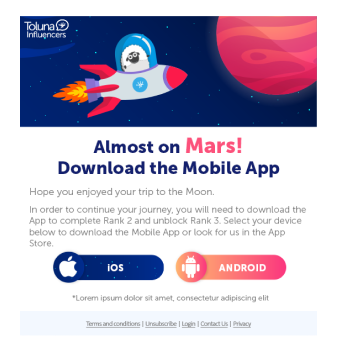 Toluna
Influencers
Almost on Mars!
Download the Mobile App
Hope you enjoyed your trip to the Moon.
In order to continue your journey, you will need to download the
App to complete Rank 2 and unblock Rank 3. Select your device
below to download the Mobile App or look for us in the App
Store.
iOS
ANDROID
*Lorem ipsum dolor sit amet, consectetur adipiscing elit
Terms and conditions | Unsubscribe | Login | Contact Us | Privacy